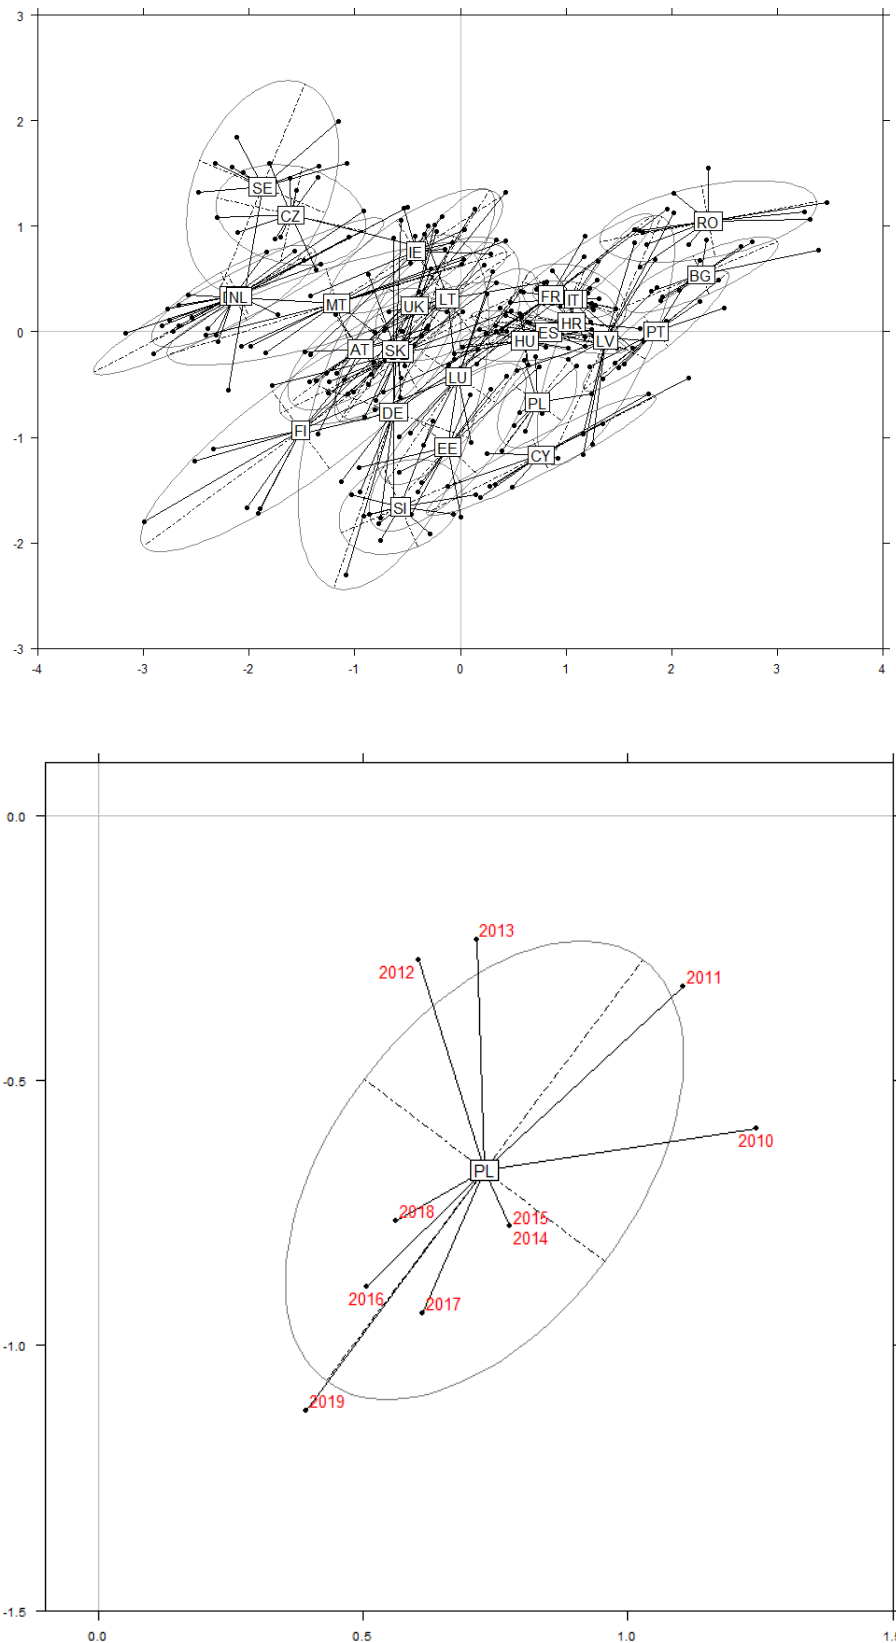 3
2
SE
CZ
RO
1
IE
BG
NL
MT
UK
LT
FR
IT
HR
0
ES
PT
HU
LV
AT
SK
LU
PL
DE
FI
-1
EE
CY
SI
-2
-3
-4
-3
-2
-1
0
1
2
3
4
0.0
2013
2012
2011
-0.5
2010
PL
2018
2015
2014
2016
2017
-1.0
2019
-1.5
0.0
0.5
1.0